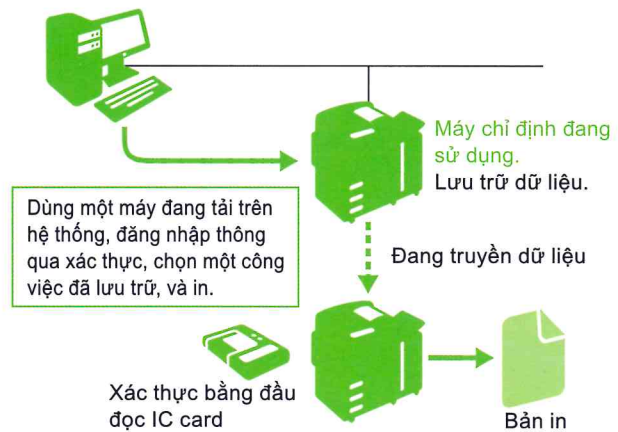 Máy chỉ định đang
sử dụng.
Lưu trữ dữ liệu.
Dùng một máy đang tải trên
hệ thống, đăng nhập thông
qua xác thực, chọn một công
việc đã lưu trữ, và in.
Đang truyền dữ liệu
Xác thực bằng đầu
đọc IC card
Bản in